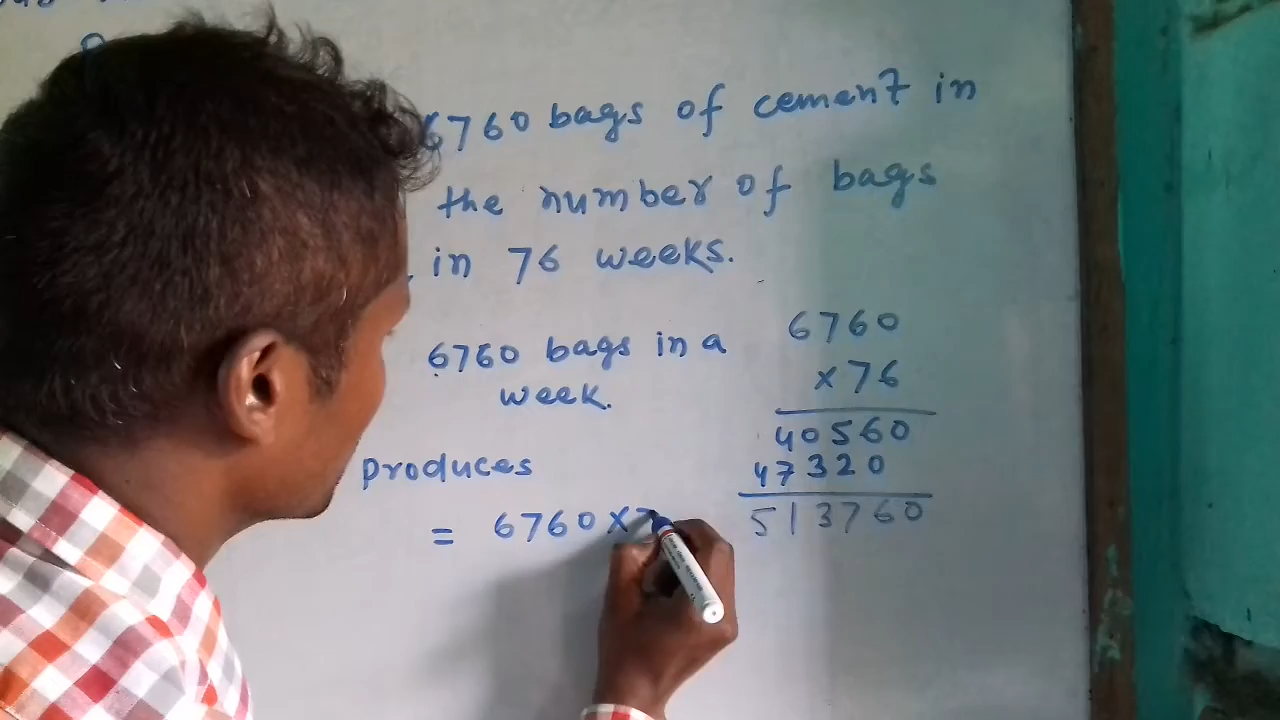 6760 bags of cement in
the number of bags
in 76 weeks.
6760 bags in a
week.
produces
= 6760 x 7
6760
x 76
40560
47320
513760